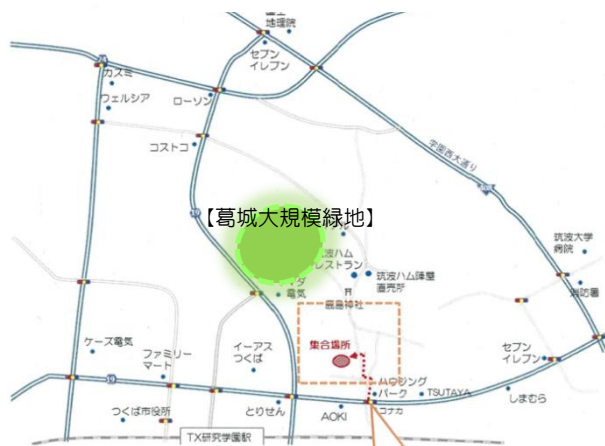 地理院
セブン
イレブン
カスミ
ウェルシア
ローソン
コストコ
学園西大通り
【葛城大規模緑地】
筑波大学
病院
消防署
波ハム
レストラン
筑波ハム陣屋
直売所
電気
鹿島神社
集合場所
ケーズ電気
ファミリー
マート
イーアス
つくば
セブン
イレブン
ハウジング
パーク
TSUTAYA
しまむら
つくば市役所
とりせん
AOKI
コナカ
TX研究学園駅